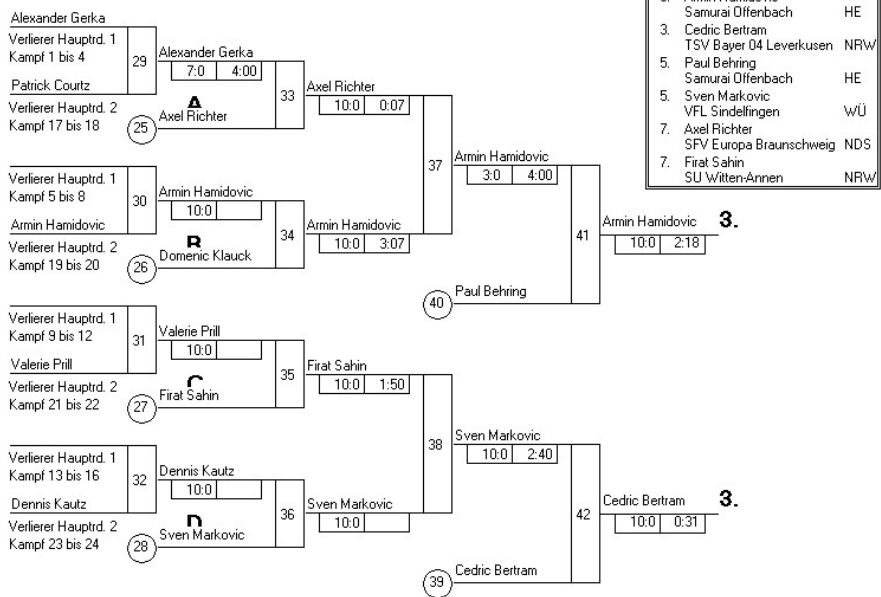 Alexander Gerka
Verlierer Hauptrd. 1
Kampf 1 bis 4
29
Alexander Gerka
7:0 4:00
Patrick Courtz
A
33
Axel Richter
10:0 0:07
Verlierer Hauptrd. 2
Kampf 17 bis 18
25
Axel Richter
37
Armin Hamidovic
3:0 4:00
Verlierer Hauptrd. 1
Kampf 5 bis 8
30
Armin Hamidovic
10:0
Armin Hamidovic
B
34
Armin Hamidovic
10:0 3:07
Verlierer Hauptrd. 2
Kampf 19 bis 20
26
Domenic Klauck
41
Armin Hamidovic
3.
10:0 2:18
40
Paul Behring
Verlierer Hauptrd. 1
Kampf 9 bis 12
31
Valerie Prill
10:0
Valerie Prill
C
35
Firat Sahin
10:0 1:50
Verlierer Hauptrd. 2
Kampf 21 bis 22
27
Firat Sahin
38
Sven Markovic
10:0 2:40
Verlierer Hauptrd. 1
Kampf 13 bis 16
32
Dennis Kautz
10:0
Dennis Kautz
D
36
Sven Markovic
10:0
Verlierer Hauptrd. 2
Kampf 23 bis 24
28
Sven Markovic
42
Cedric Bertram
3.
10:0 0:31
39
Cedric Bertram
3. Armin Hamidovic
Samurai Offenbach HE
3. Cedric Bertram
TSV Bayer 04 Leverkusen NRW
5. Paul Behring
Samurai Offenbach HE
5. Sven Markovic
VFL Sindelfingen WÜ
7. Axel Richter
SFV Europa Braunschweig NDS
7. Firat Sahin
SU Witten-Annen NRW